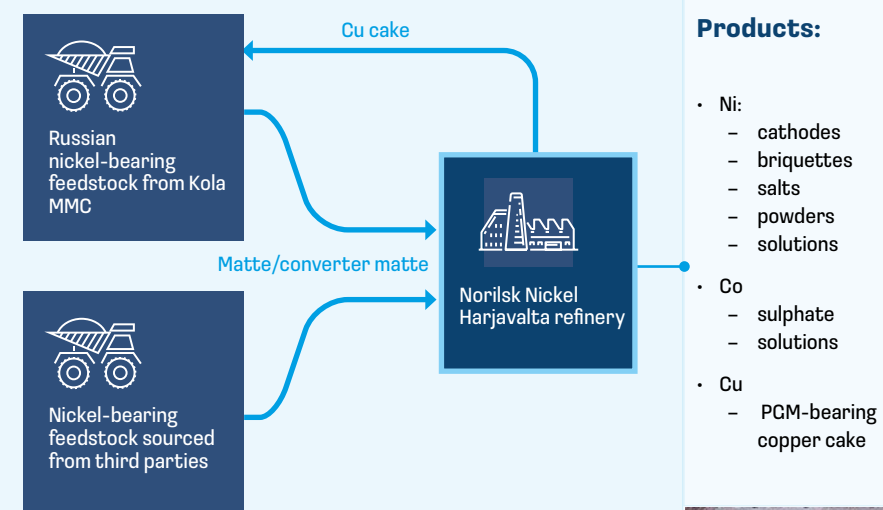 Cu cake
Russian
nickel-bearing
feedstock from Kola
MMC
Matte/converter matte
Norilsk Nickel
Harjavalta refinery
Nickel-bearing
feedstock sourced
from third parties
Products:
• Ni:
– cathodes
– briquettes
– salts
– powders
– solutions
• Co
– sulphate
– solutions
• Cu
– PGM-bearing
copper cake